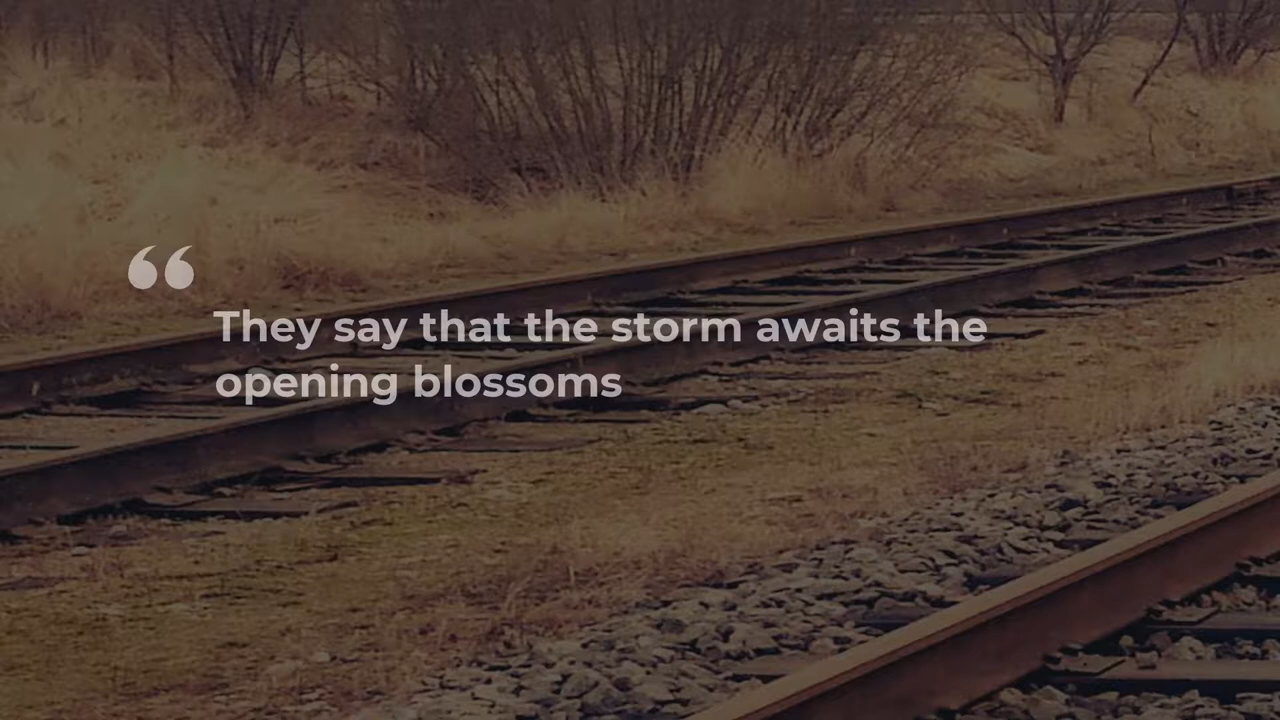 “
They say that the storm awaits the
opening blossoms